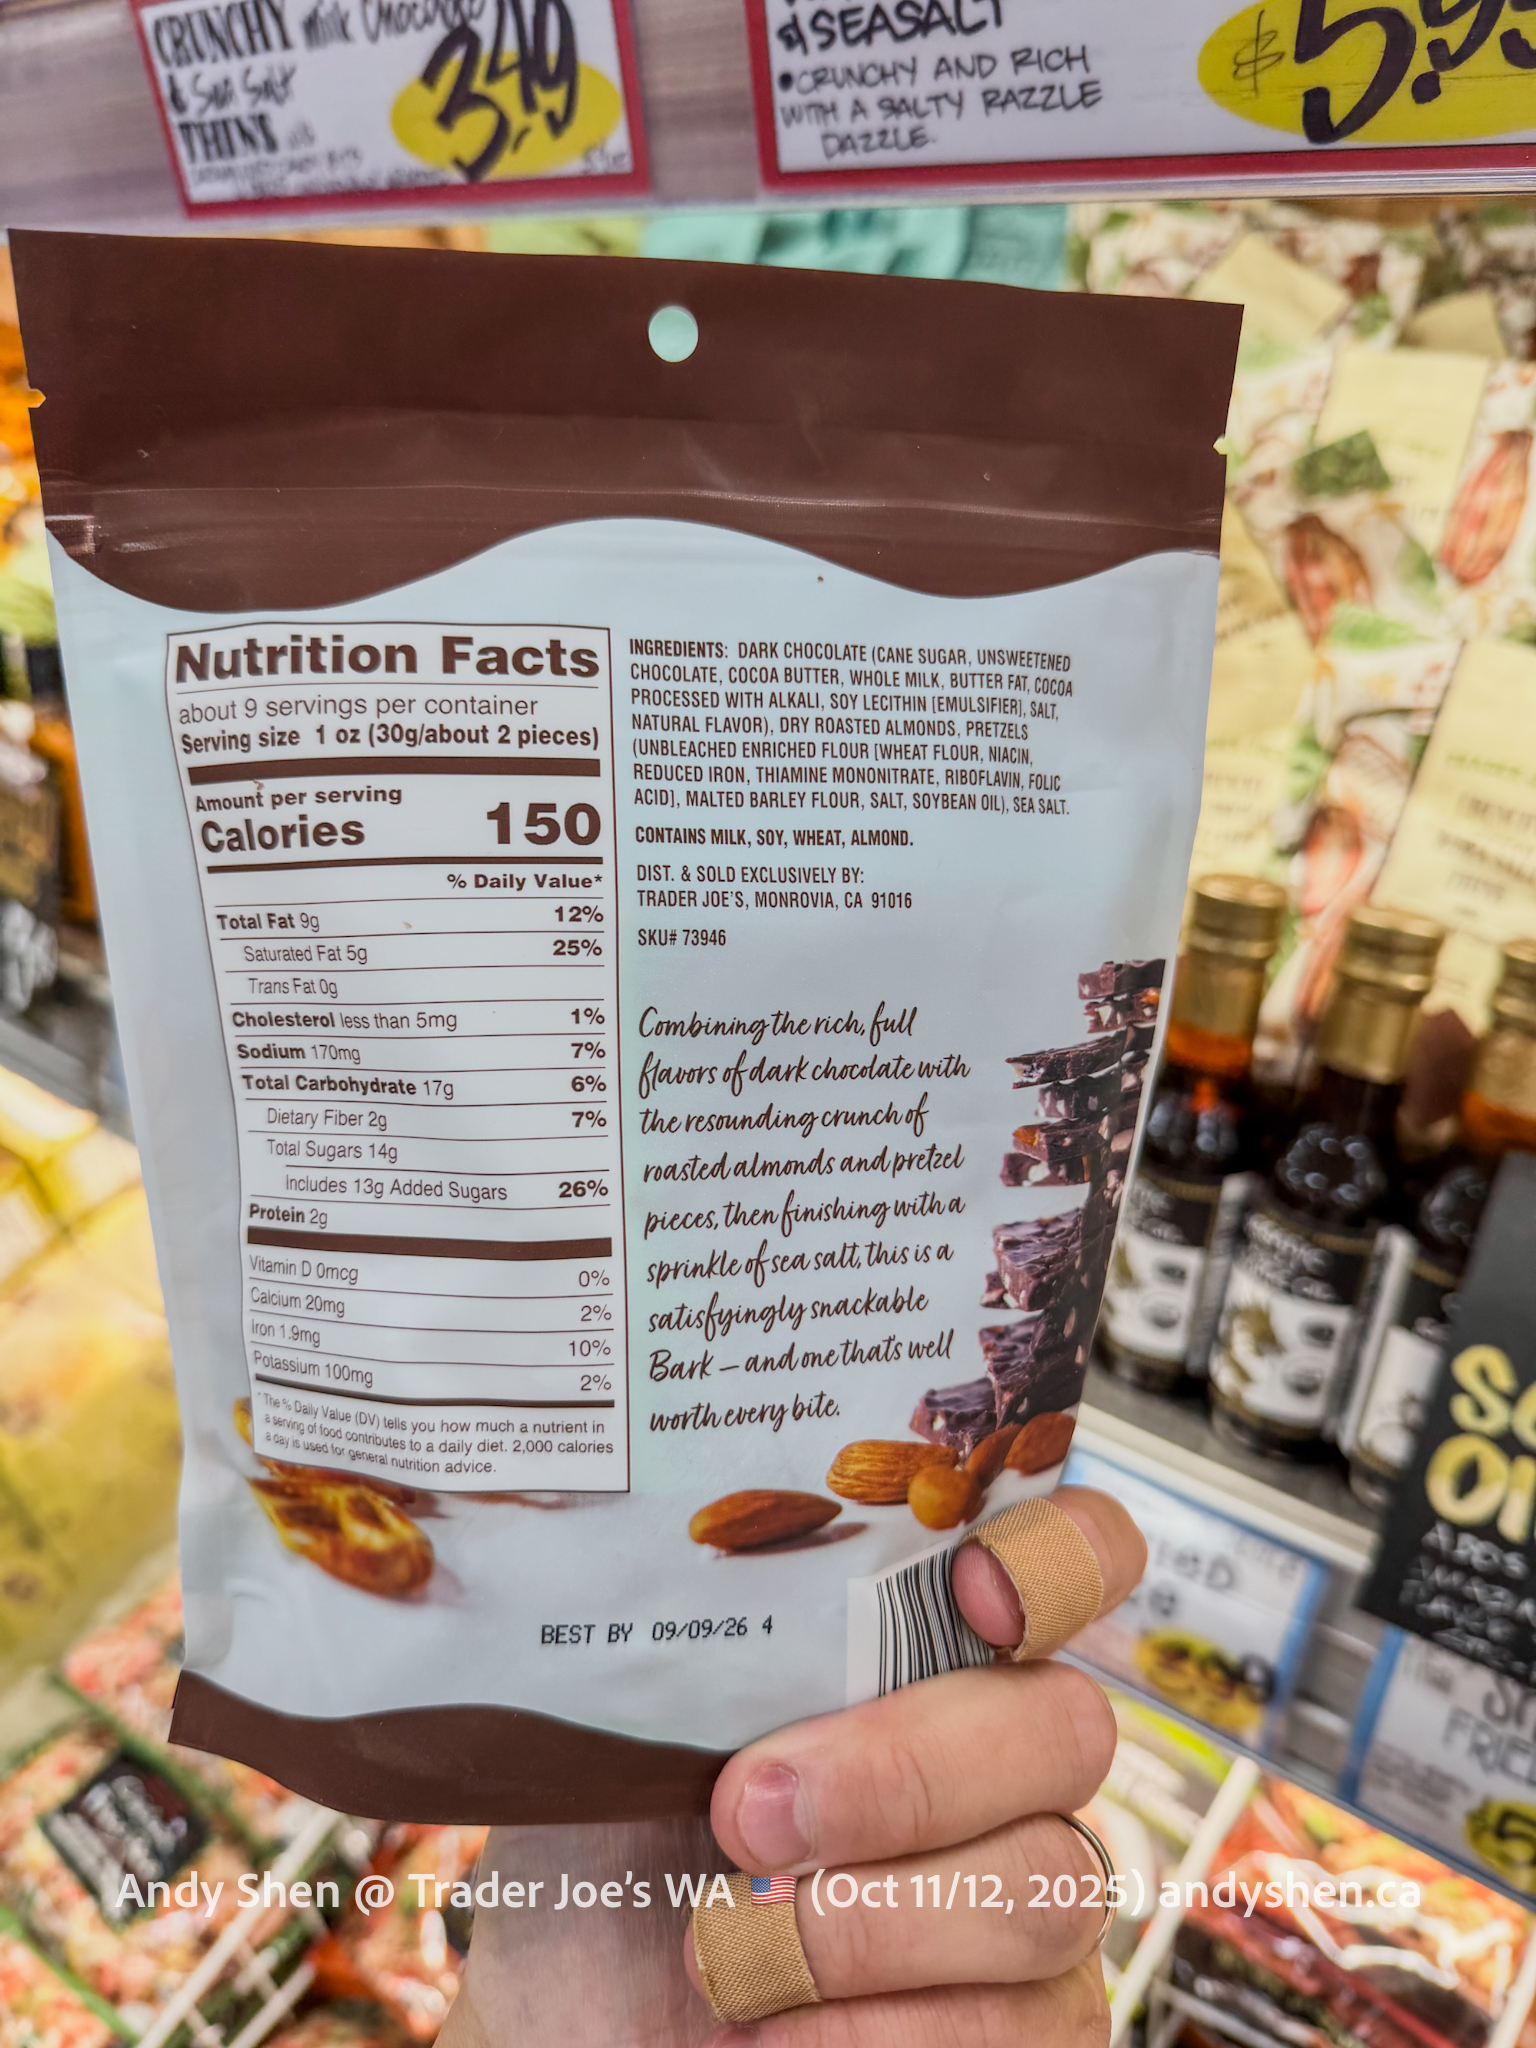 CRUNCHY Milk Chocolate
& Sea Salt
THINS
3.49
& SEASALT
• CRUNCHY AND RICH
WITH A SALTY RAZZLE
DAZZLE.
$5.99
Nutrition Facts
about 9 servings per container
Serving size 1 oz (30g/about 2 pieces)
Amount per serving
Calories 150
% Daily Value*
Total Fat 9g 12%
Saturated Fat 5g 25%
Trans Fat 0g
Cholesterol less than 5mg 1%
Sodium 170mg 7%
Total Carbohydrate 17g 6%
Dietary Fiber 2g 7%
Total Sugars 14g
Includes 13g Added Sugars 26%
Protein 2g
Vitamin D 0mcg 0%
Calcium 20mg 2%
Iron 1.9mg 10%
Potassium 100mg 2%
* The % Daily Value (DV) tells you how much a nutrient in
a serving of food contributes to a daily diet. 2,000 calories
a day is used for general nutrition advice.
INGREDIENTS: DARK CHOCOLATE (CANE SUGAR, UNSWEETENED
CHOCOLATE, COCOA BUTTER, WHOLE MILK, BUTTER FAT, COCOA
PROCESSED WITH ALKALI, SOY LECITHIN [EMULSIFIER], SALT,
NATURAL FLAVOR), DRY ROASTED ALMONDS, PRETZELS
(UNBLEACHED ENRICHED FLOUR [WHEAT FLOUR, NIACIN,
REDUCED IRON, THIAMINE MONONITRATE, RIBOFLAVIN, FOLIC
ACID], MALTED BARLEY FLOUR, SALT, SOYBEAN OIL), SEA SALT.
CONTAINS MILK, SOY, WHEAT, ALMOND.
DIST. & SOLD EXCLUSIVELY BY:
TRADER JOE'S, MONROVIA, CA 91016
SKU# 73946
Combining the rich, full
flavors of dark chocolate with
the resounding crunch of
roasted almonds and pretzel
pieces, then finishing with a
sprinkle of sea salt, this is a
satisfyingly snackable
Bark – and one that's well
worth every bite.
BEST BY 09/09/26 4
Andy Shen @ Trader Joe's WA 🇺🇸 (Oct 11/12, 2025) andyshen.ca